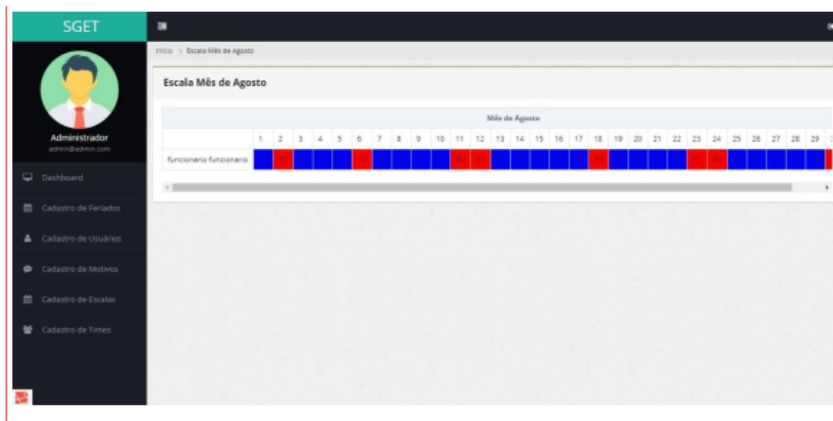 SGET
Administrador
admin@admin.com
Dashboard
Cadastro de Feriados
Cadastro de Usuários
Cadastro de Motivos
Cadastro de Escalas
Cadastro de Times
Início > Escala Mês de Agosto
Escala Mês de Agosto
Mês de Agosto
1 2 3 4 5 6 7 8 9 10 11 12 13 14 15 16 17 18 19 20 21 22 23 24 25 26 27 28 29
funcionario funcionario